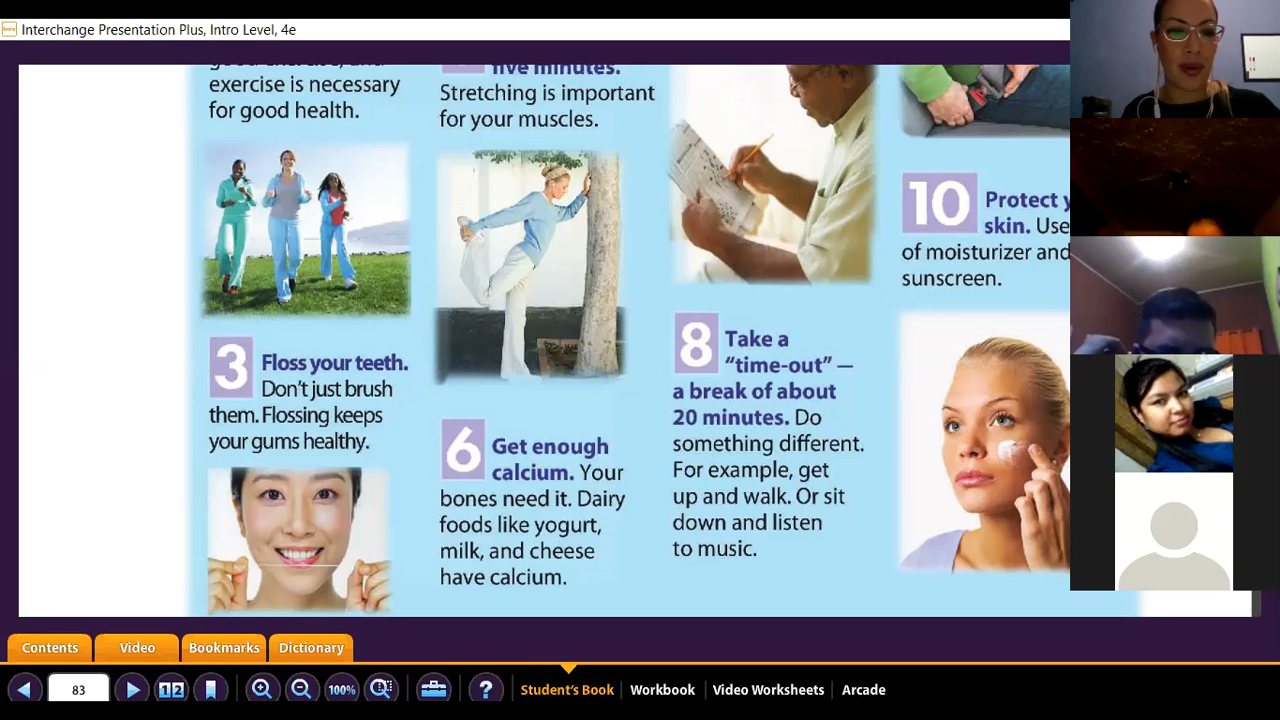 Interchange Presentation Plus, Intro Level, 4e
exercise is necessary
for good health.
3 Floss your teeth.
Don't just brush
them. Flossing keeps
your gums healthy.
five minutes.
Stretching is important
for your muscles.
6 Get enough
calcium. Your
bones need it. Dairy
foods like yogurt,
milk, and cheese
have calcium.
8 Take a
“time-out” —
a break of about
20 minutes. Do
something different.
For example, get
up and walk. Or sit
down and listen
to music.
10 Protect
skin. Use
of moisturizer and
sunscreen.
Contents Video Bookmarks Dictionary
83 12 100% ? Student's Book Workbook Video Worksheets Arcade